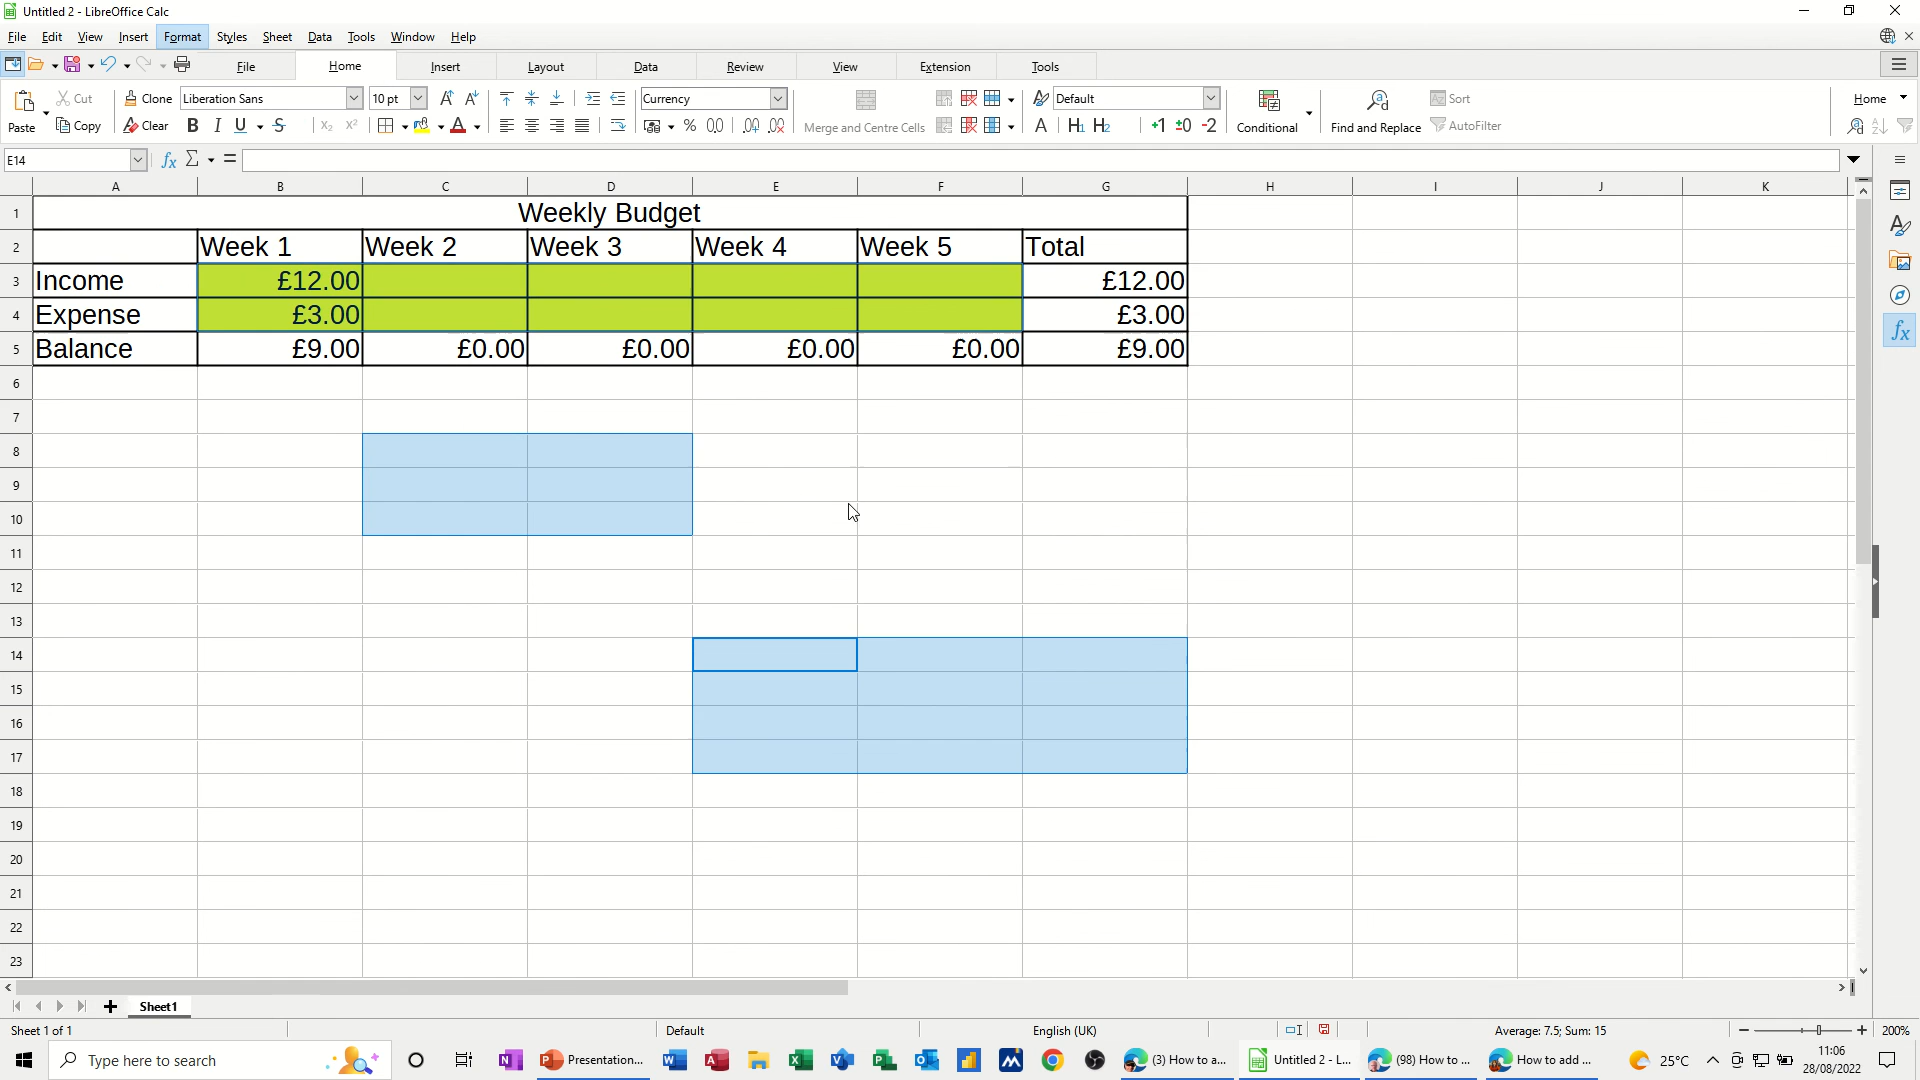 Untitled 2 - LibreOffice Calc
File Edit View Insert Format Styles Sheet Data Tools Window Help
File Home Insert Layout Data Review View Extension Tools
Cut Clone Liberation Sans 10 pt Currency Default Sort Home
Paste Copy Clear Merge and Centre Cells Conditional Find and Replace AutoFilter
E14
A B C D E F G H I J K
1 Weekly Budget
2 Week 1 Week 2 Week 3 Week 4 Week 5 Total
3 Income £12.00 £12.00
4 Expense £3.00 £3.00
5 Balance £9.00 £0.00 £0.00 £0.00 £0.00 £9.00
6
7
8
9
10
11
12
13
14
15
16
17
18
19
20
21
22
23
Sheet1
Sheet 1 of 1 Default English (UK) Average: 7.5; Sum: 15 200%
Type here to search Presentation... (3) How to a... Untitled 2 - L... (98) How to ... How to add ... 25°C 11:06
28/08/2022